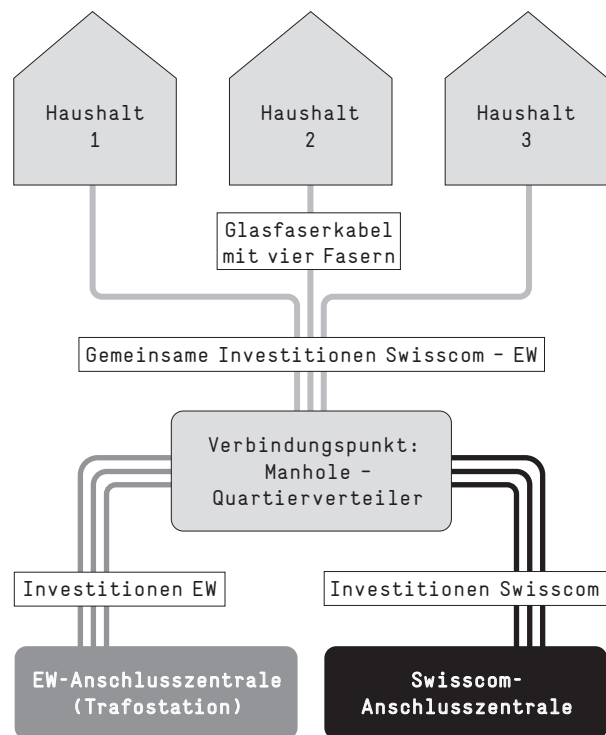 Haushalt
1
Haushalt
2
Haushalt
3
Glasfaserkabel
mit vier Fasern
Gemeinsame Investitionen Swisscom – EW
Verbindungspunkt:
Manhole –
Quartierverteiler
Investitionen EW
Investitionen Swisscom
EW-Anschlusszentrale
(Trafostation)
Swisscom-
Anschlusszentrale